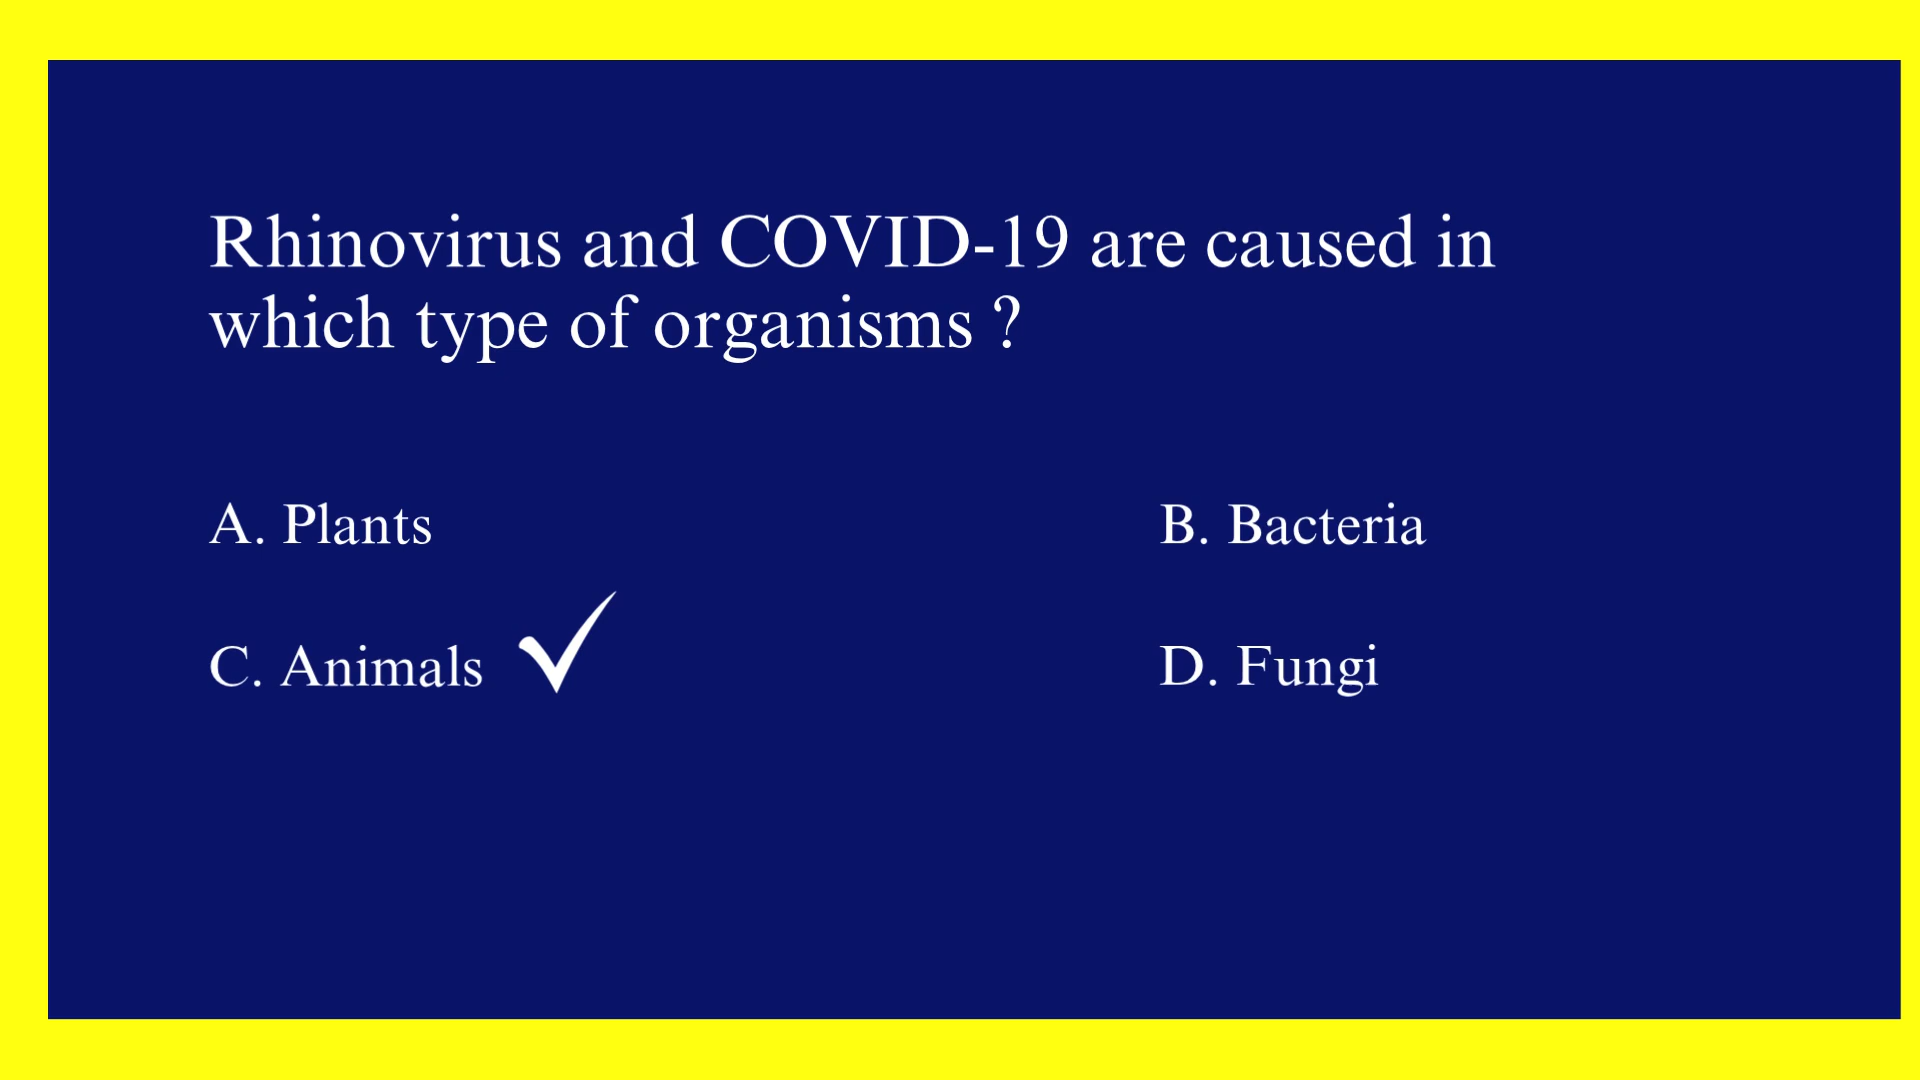 Rhinovirus and COVID-19 are caused in
which type of organisms ?
A. Plants
B. Bacteria
C. Animals
D. Fungi